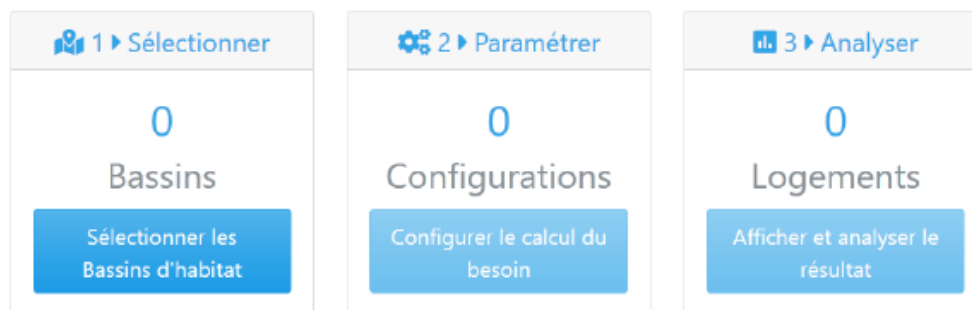 1 ▸ Sélectionner
0
Bassins
Sélectionner les
Bassins d'habitat
2 ▸ Paramétrer
0
Configurations
Configurer le calcul du
besoin
3 ▸ Analyser
0
Logements
Afficher et analyser le
résultat